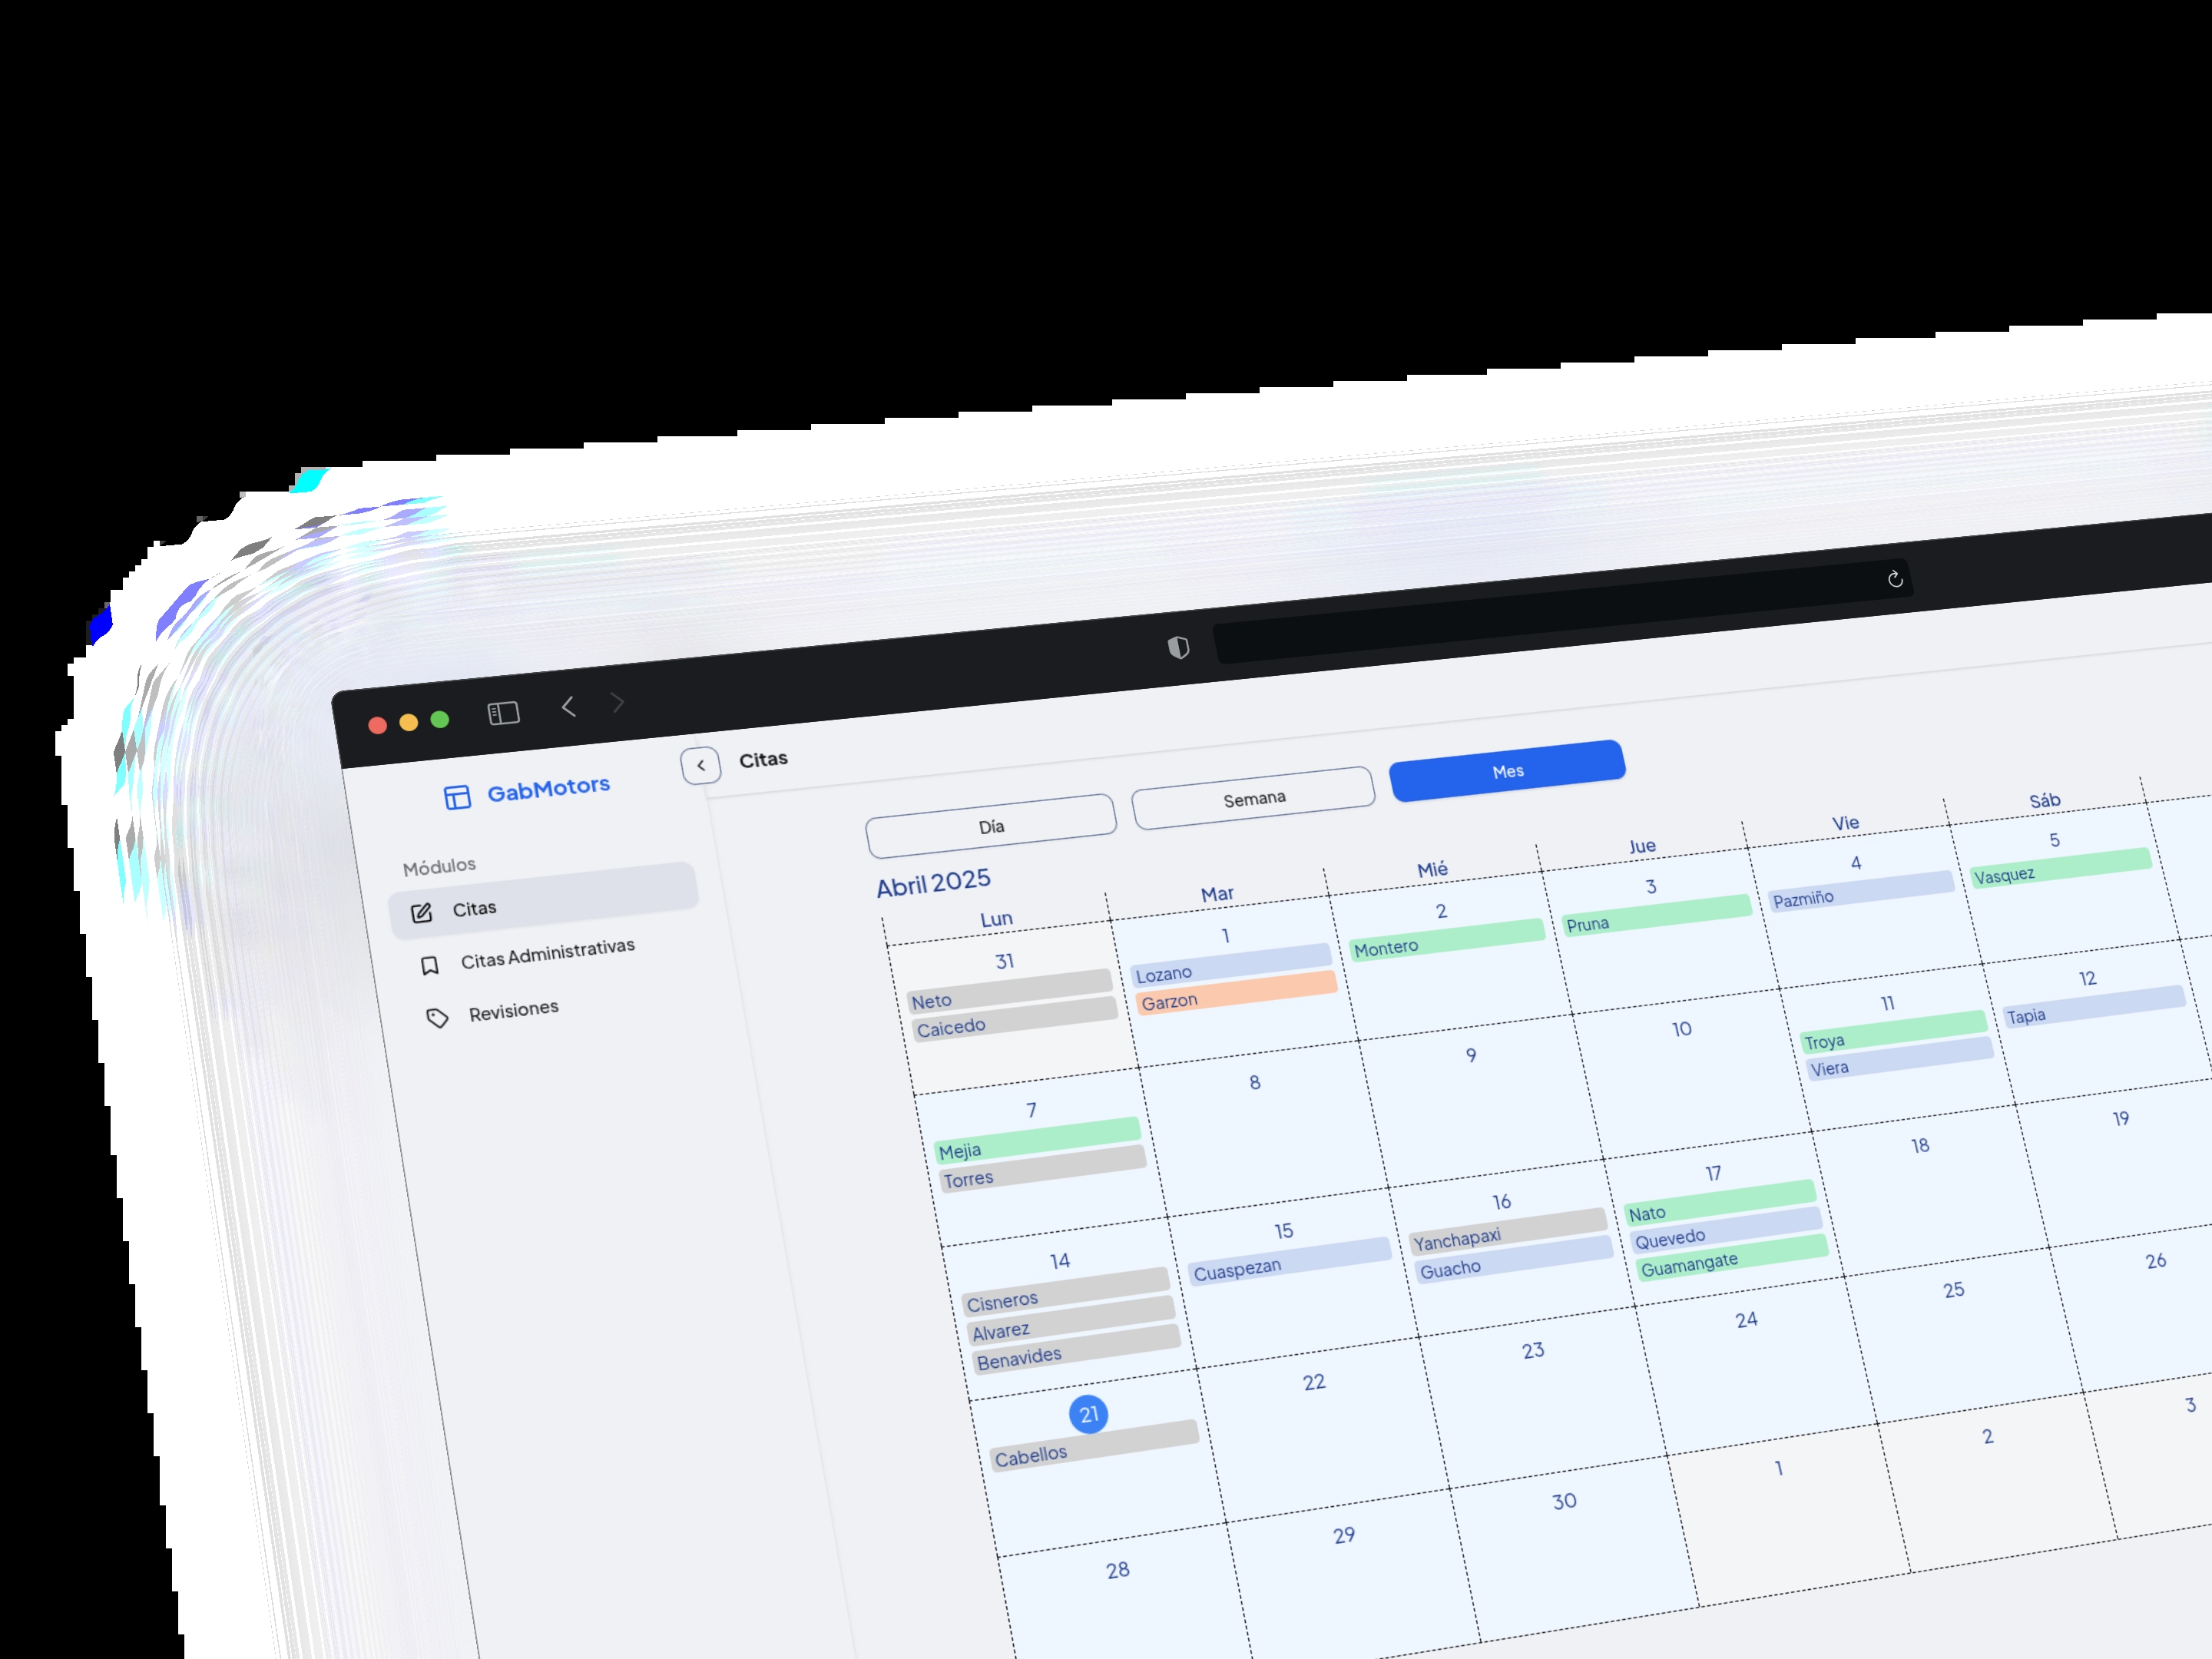 GabMotors
Citas
Módulos
Citas
Citas Administrativas
Revisiones
Día
Semana
Mes
Abril 2025
Lun
Mar
Mié
Jue
Vie
Sáb
31
Neto
Caicedo
1
Lozano
Garzon
2
Montero
3
Pruna
4
Pazmiño
5
Vasquez
7
Mejia
Torres
8
9
10
11
Troya
Viera
12
Tapia
14
Cisneros
Alvarez
Benavides
15
Cuaspezan
16
Yanchapaxi
Guacho
17
Nato
Quevedo
Guamangate
18
19
21
Cabellos
22
23
24
25
26
28
29
30
1
2
3